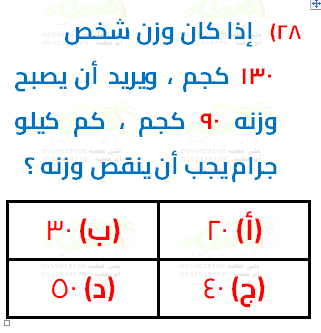 ٢٨) إذا كان وزن شخص
١٣٠ كجم ، ويريد أن يصبح
وزنه ٩٠ كجم ، كم كيلو
جرام يجب أن ينقص وزنه ؟
(أ) ٢٠
(ب) ٣٠
(ج) ٤٠
(د) ٥٠